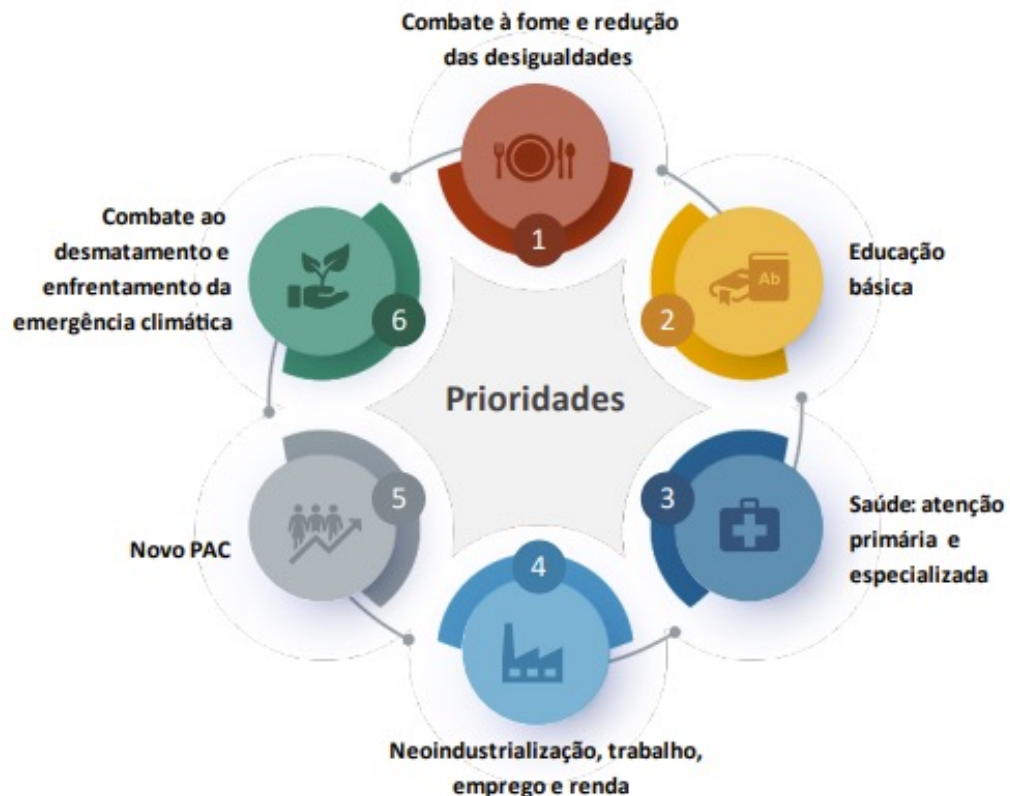 Combate à fome e redução
das desigualdades
1
Educação
básica
Ab
2
Saúde: atenção
primária e
especializada
3
4
Neoindustrialização, trabalho,
emprego e renda
5
Novo PAC
Combate ao
desmatamento e
enfrentamento da
emergência climática
6
Prioridades